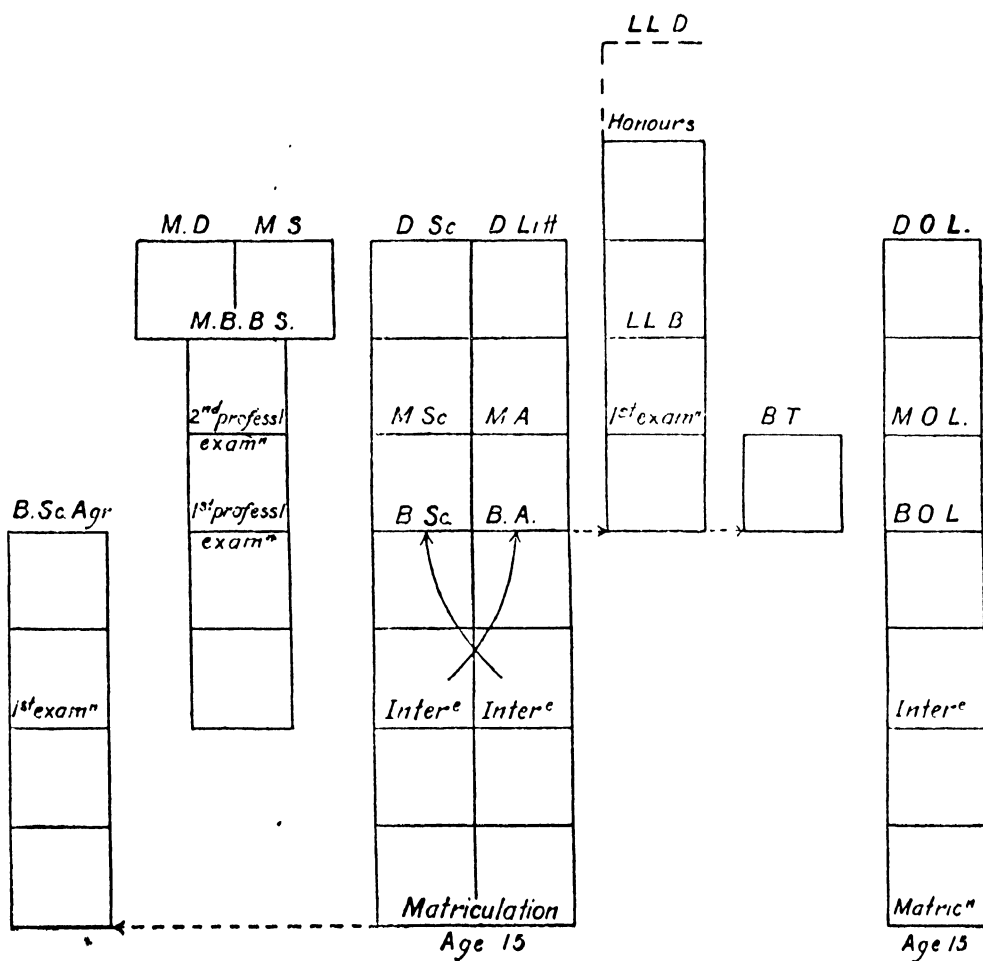 LL D
Honours
M.D M S
D Sc D Litt
D O L.
M.B. B S.
LL B
2nd professl
examn
M Sc M A
1st examn
B T
M O L.
B.Sc. Agr
1st professl
examn
B Sc. B. A.
B O L
1st examn
Intere Intere
Intere
Matriculation
Age 15
Matricn
Age 15